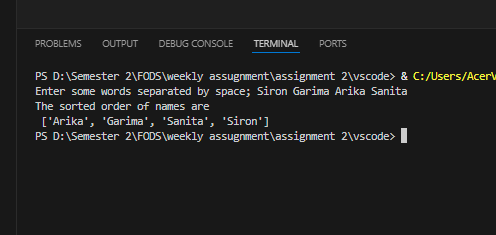 PROBLEMS OUTPUT DEBUG CONSOLE TERMINAL PORTS
PS D:\Semester 2\FODS\weekly assugnment\assignment 2\vscode> & C:/Users/AcerV
Enter some words separated by space; Siron Garima Arika Sanita
The sorted order of names are
['Arika', 'Garima', 'Sanita', 'Siron']
PS D:\Semester 2\FODS\weekly assugnment\assignment 2\vscode>